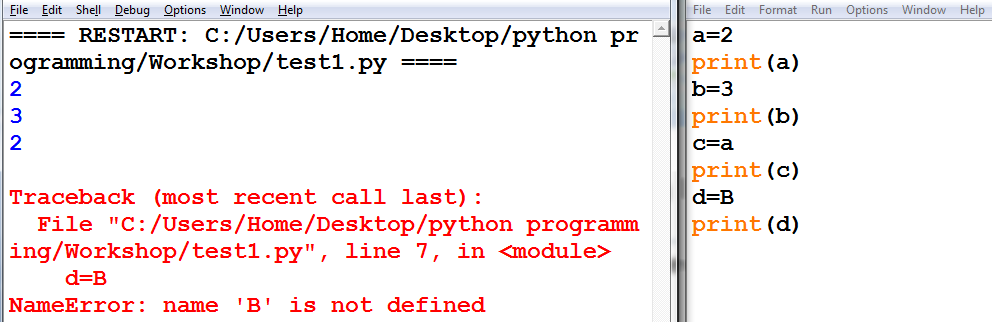 File Edit Shell Debug Options Window Help
==== RESTART: C:/Users/Home/Desktop/python pr
ogramming/Workshop/test1.py ====
2
3
2
Traceback (most recent call last):
  File "C:/Users/Home/Desktop/python programm
ing/Workshop/test1.py", line 7, in <module>
    d=B
NameError: name 'B' is not defined
File Edit Format Run Options Window Help
a=2
print(a)
b=3
print(b)
c=a
print(c)
d=B
print(d)